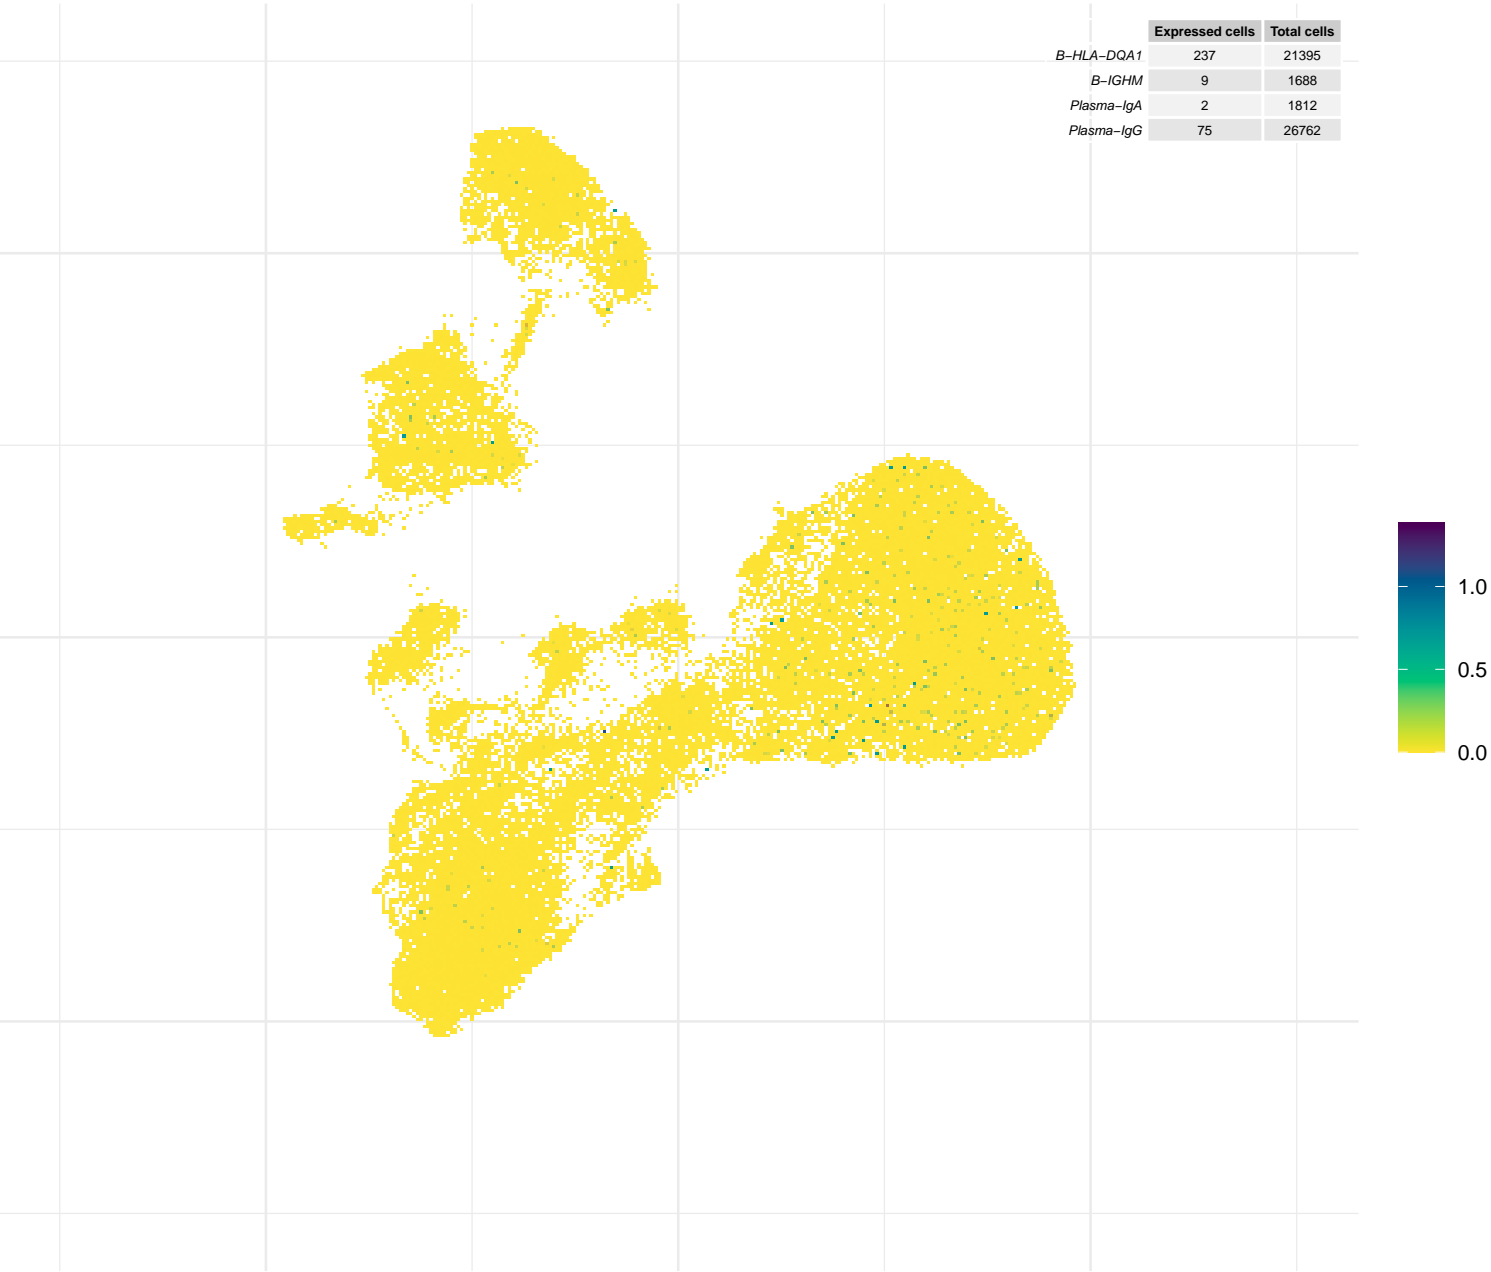 Expressed cells Total cells
B−HLA−DQA1 237 21395
B−IGHM 9 1688
Plasma−IgA 2 1812
Plasma−IgG 75 26762
1.0
0.5
0.0